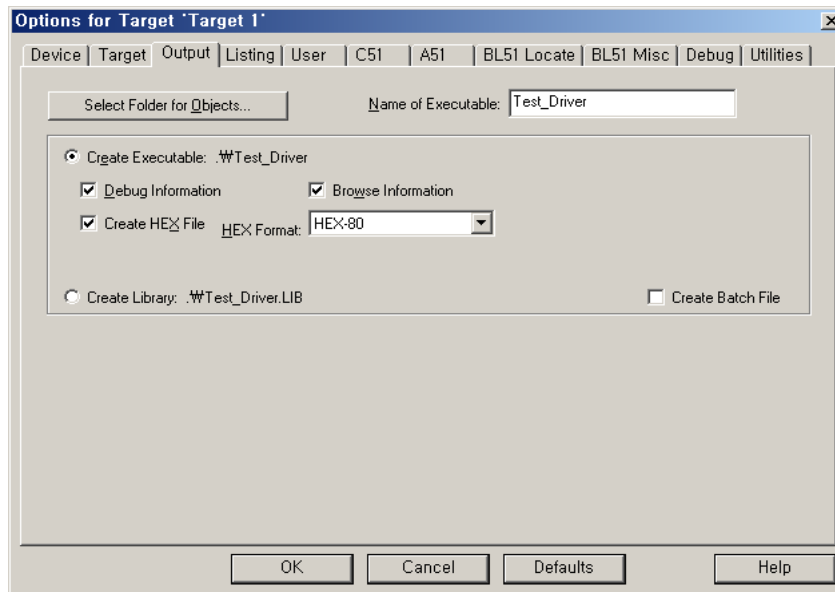 Options for Target 'Target 1'
Device Target Output Listing User C51 A51 BL51 Locate BL51 Misc Debug Utilities
Select Folder for Objects... Name of Executable: Test_Driver
Create Executable: .₩Test_Driver
Debug Information Browse Information
Create HEX File HEX Format: HEX-80
Create Library: .₩Test_Driver.LIB Create Batch File
OK Cancel Defaults Help